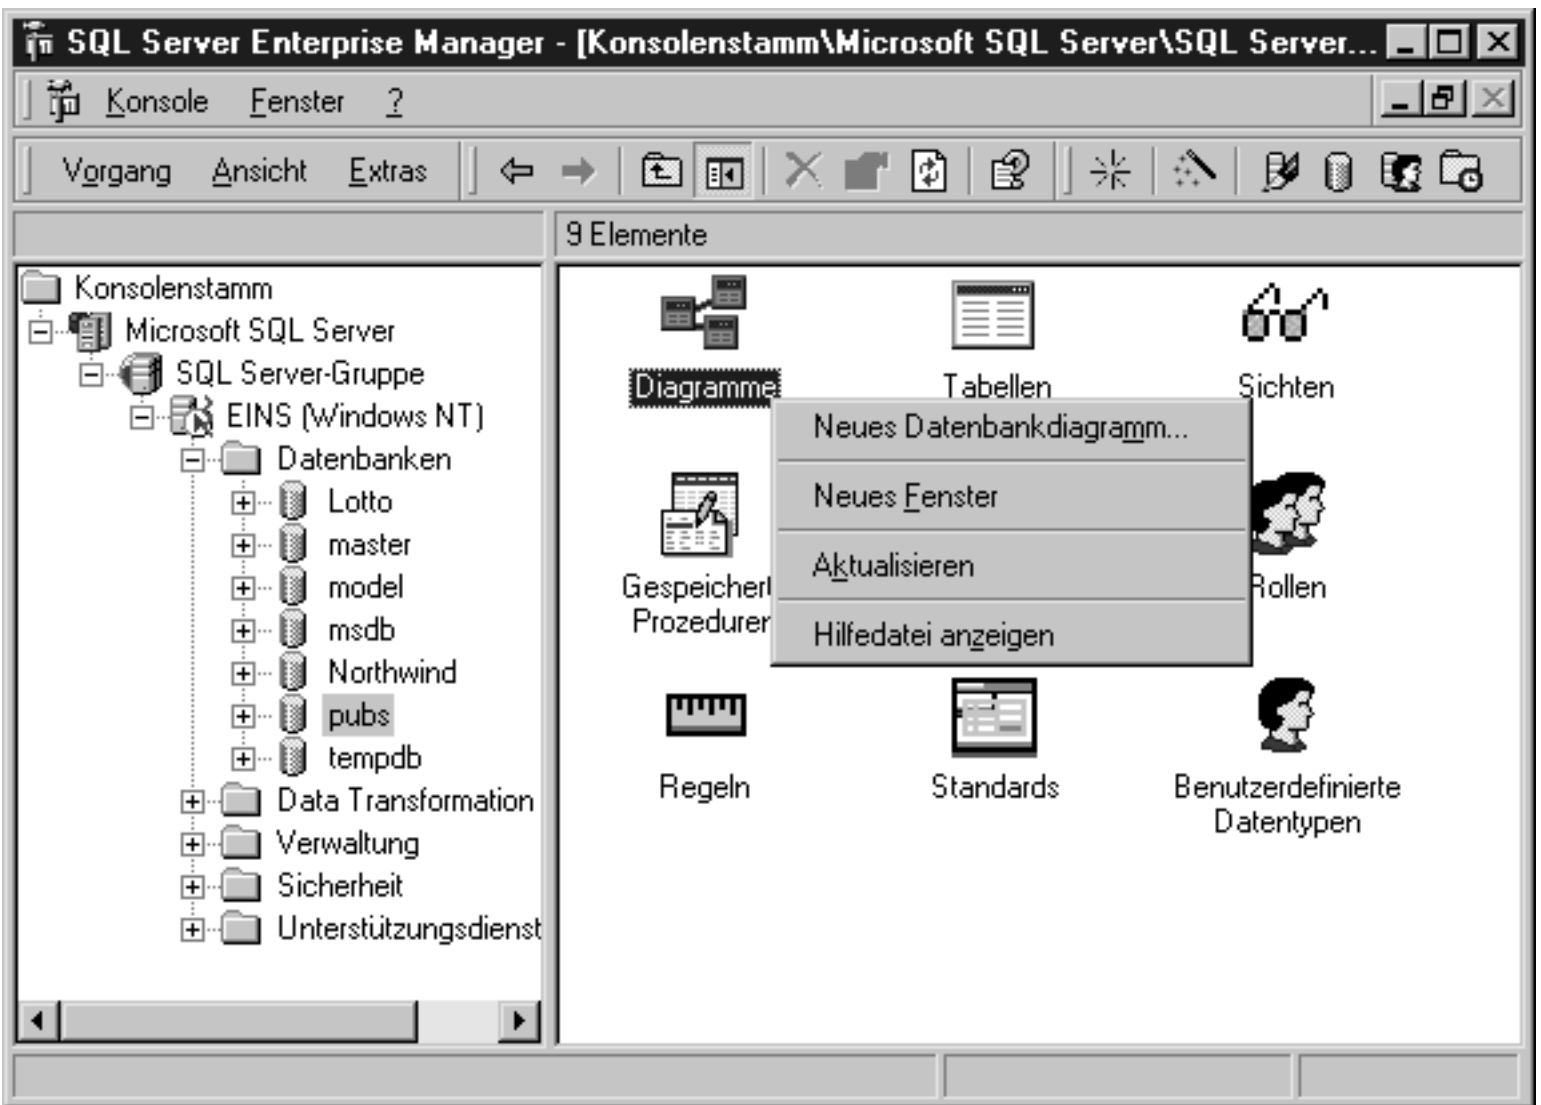 SQL Server Enterprise Manager - [Konsolenstamm\Microsoft SQL Server\SQL Server...
Konsole Fenster ?
Vorgang Ansicht Extras
9 Elemente
Konsolenstamm
Microsoft SQL Server
SQL Server-Gruppe
EINS (Windows NT)
Datenbanken
Lotto
master
model
msdb
Northwind
pubs
tempdb
Data Transformation
Verwaltung
Sicherheit
Unterstützungsdienst
Diagramme Tabellen Sichten
Neues Datenbankdiagramm...
Neues Fenster
Aktualisieren
Hilfedatei anzeigen
Gespeichert
Prozeduren
Rollen
Regeln Standards Benutzerdefinierte
Datentypen